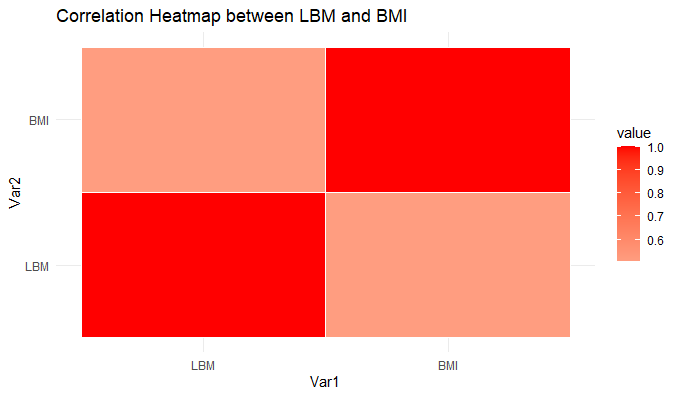 Correlation Heatmap between LBM and BMI
BMI
LBM
Var2
LBM
BMI
Var1
value
1.0
0.9
0.8
0.7
0.6